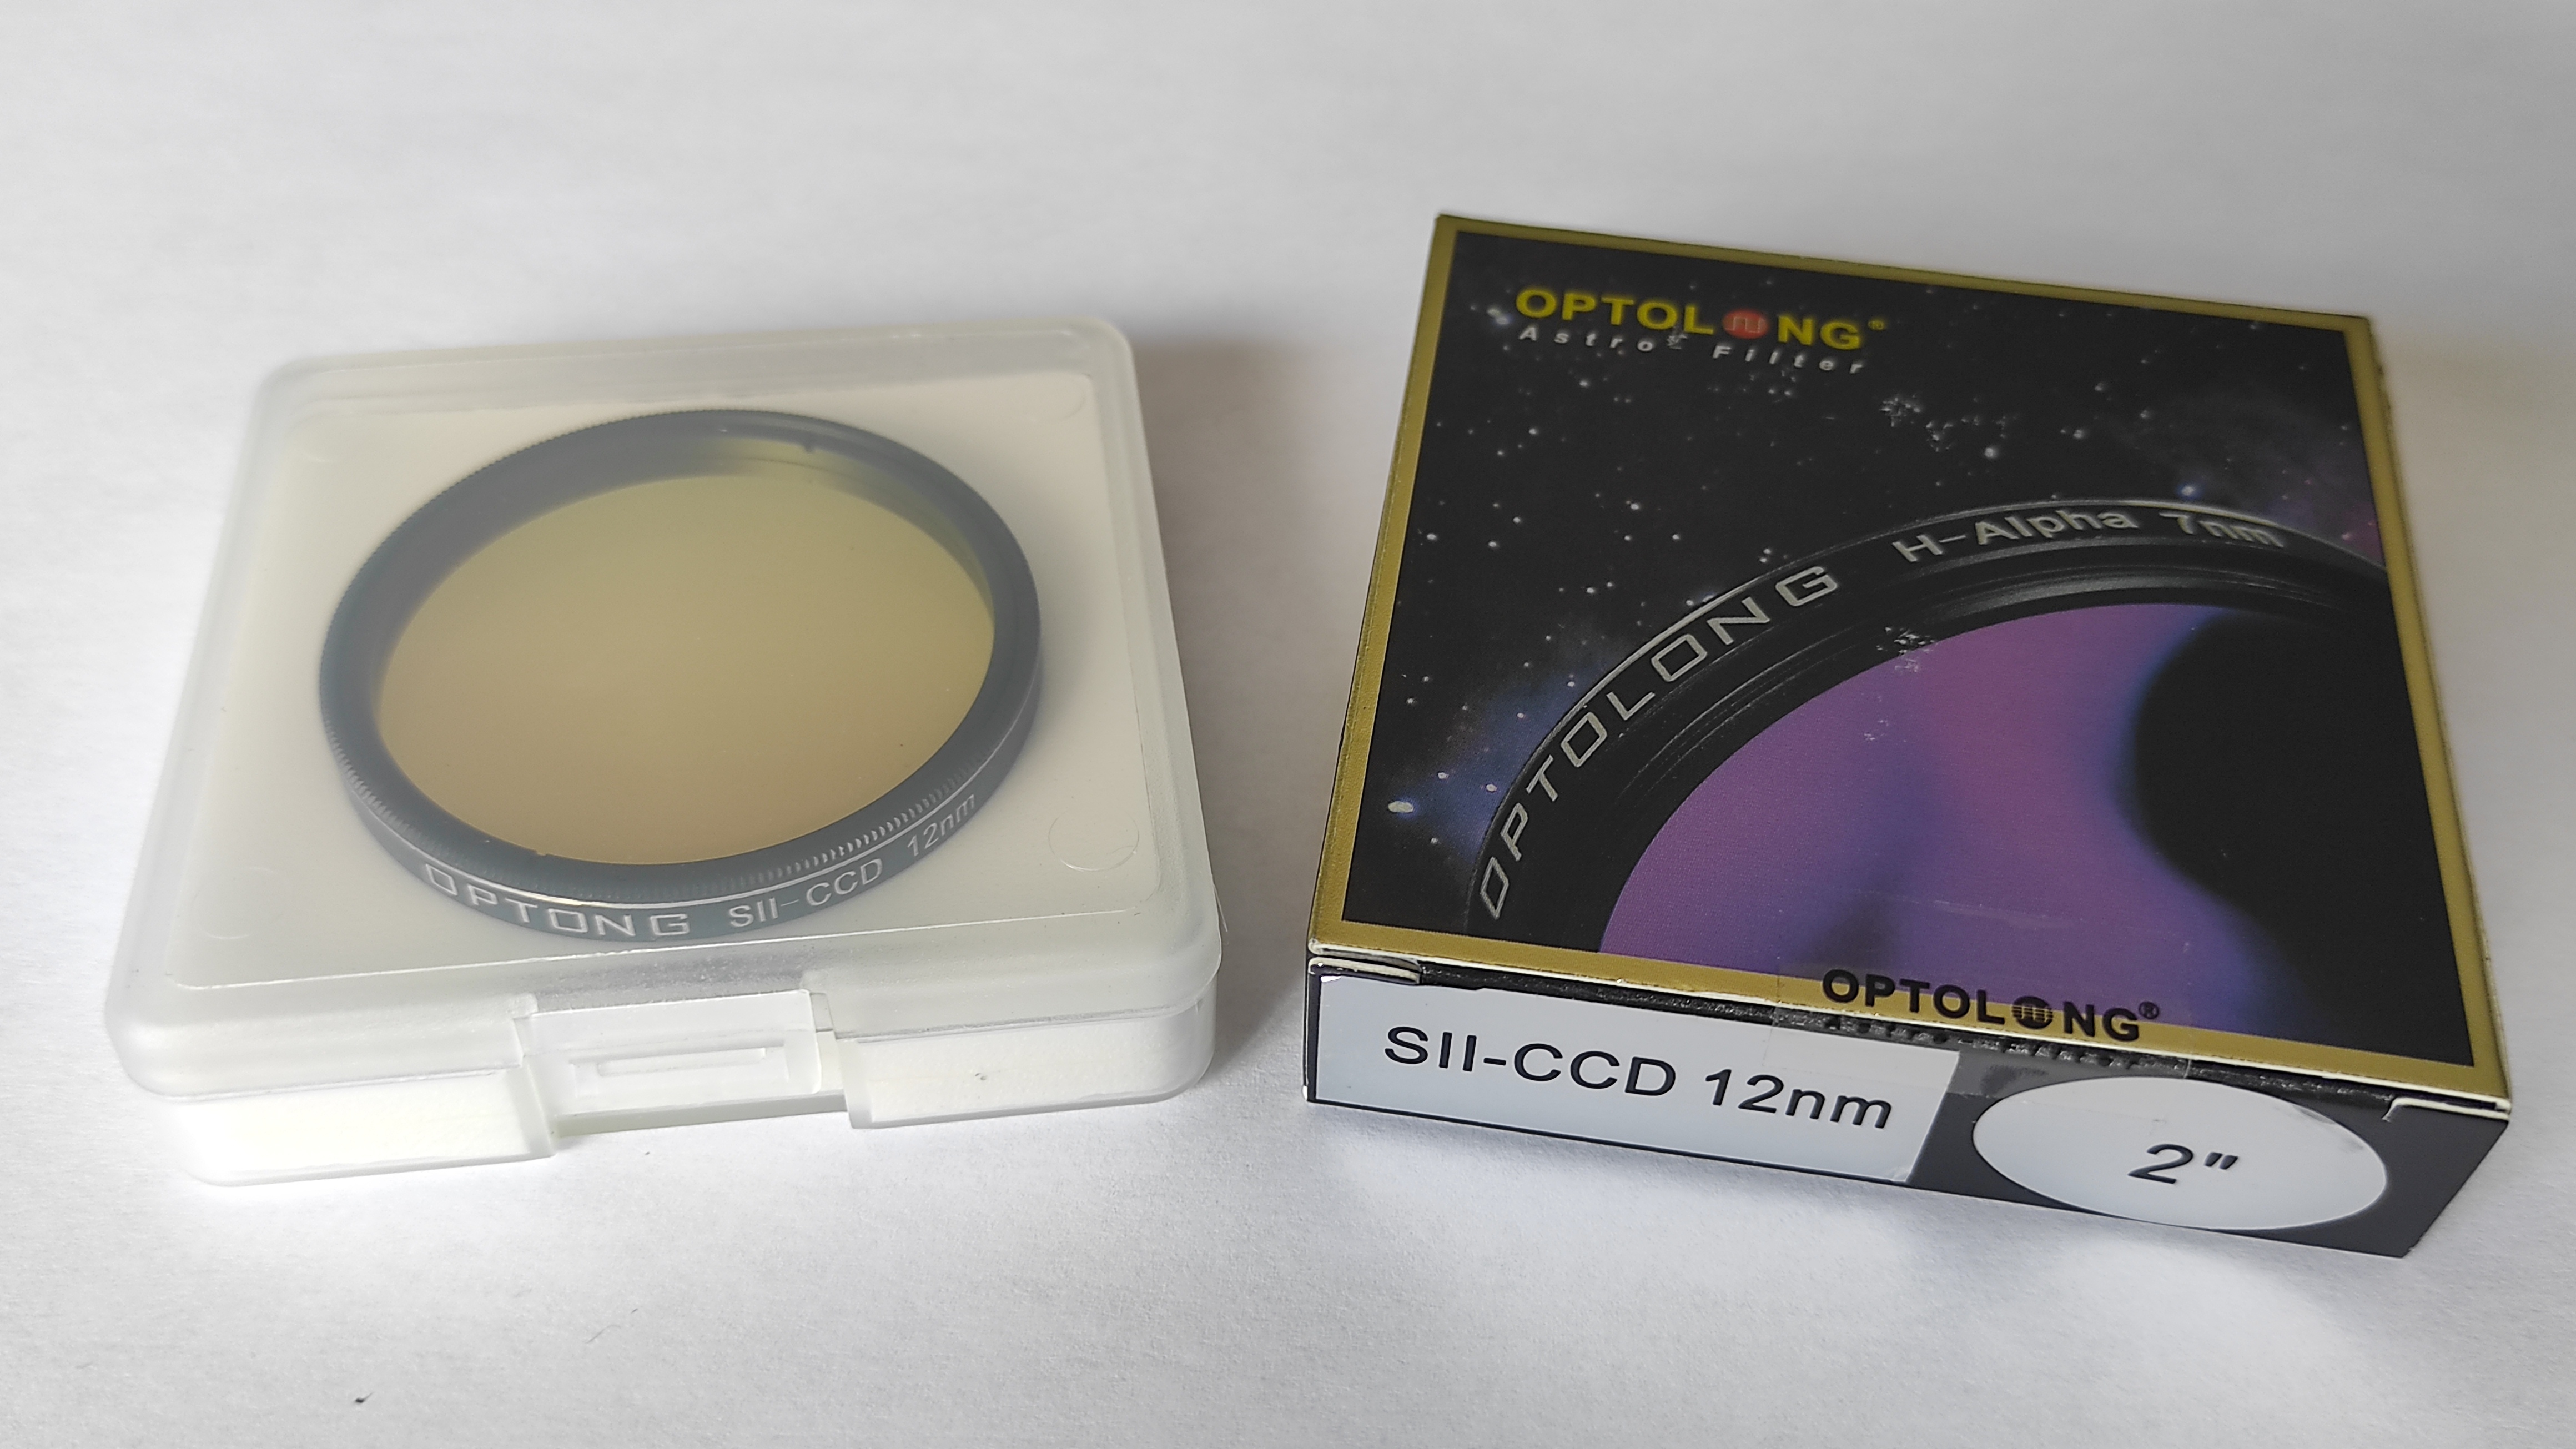 OPTONG SII-CCD 12nm
OPTOLONG®
Astro Filter
OPTOLONG H-Alpha 7nm
OPTOLONG®
SII-CCD 12nm
2"